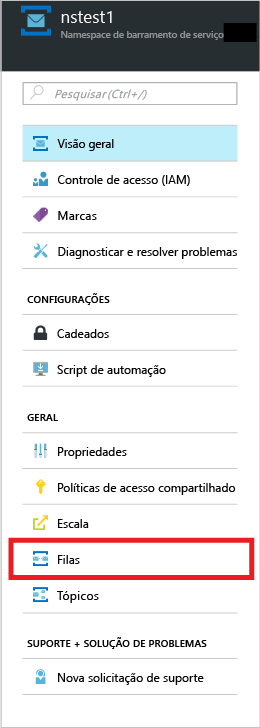 nstest1
Namespace de barramento de serviço
Pesquisar (Ctrl+/)
Visão geral
Controle de acesso (IAM)
Marcas
Diagnosticar e resolver problemas
CONFIGURAÇÕES
Cadeados
Script de automação
GERAL
Propriedades
Políticas de acesso compartilhado
Escala
Filas
Tópicos
SUPORTE + SOLUÇÃO DE PROBLEMAS
Nova solicitação de suporte